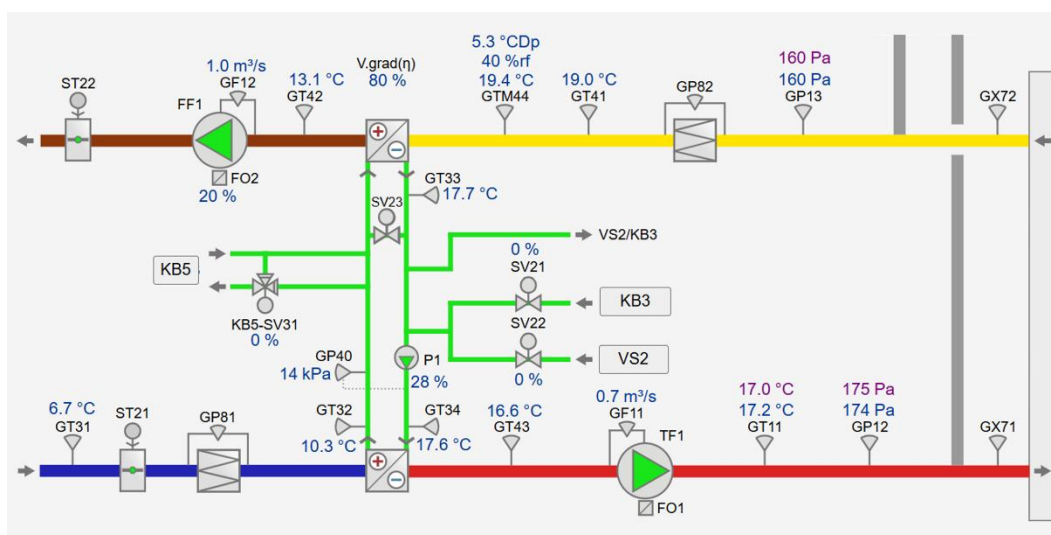 ST22
FF1
1.0 m³/s
GF12
FO2
20 %
13.1 °C
GT42
V.grad(η)
80 %
5.3 °CDp
40 %rf
19.4 °C
GTM44
19.0 °C
GT41
GP82
160 Pa
160 Pa
GP13
GX72
GT33
17.7 °C
SV23
VS2/KB3
0 %
SV21
KB3
SV22
VS2
0 %
KB5
KB5-SV31
0 %
GP40
14 kPa
P1
28 %
6.7 °C
GT31
ST21
GP81
GT32
10.3 °C
GT34
17.6 °C
16.6 °C
GT43
0.7 m³/s
GF11
TF1
FO1
17.0 °C
17.2 °C
GT11
175 Pa
174 Pa
GP12
GX71